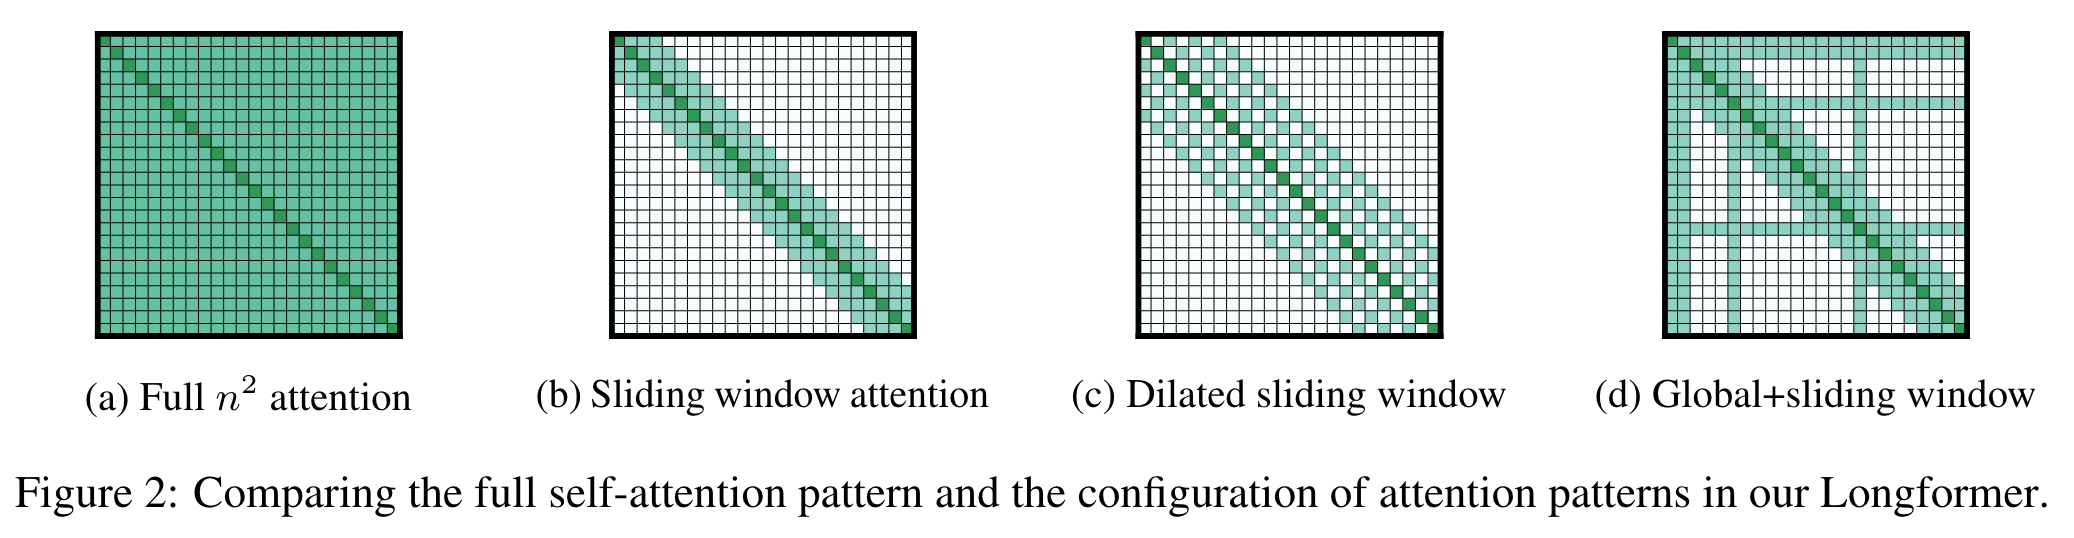 (a) Full n² attention
(b) Sliding window attention
(c) Dilated sliding window
(d) Global+sliding window
Figure 2: Comparing the full self-attention pattern and the configuration of attention patterns in our Longformer.